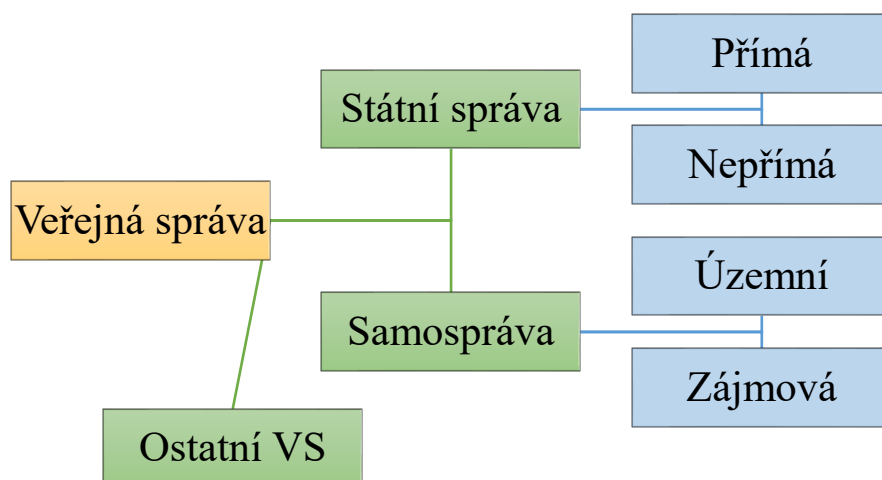 Přímá
Státní správa
Nepřímá
Veřejná správa
Územní
Samospráva
Zájmová
Ostatní VS